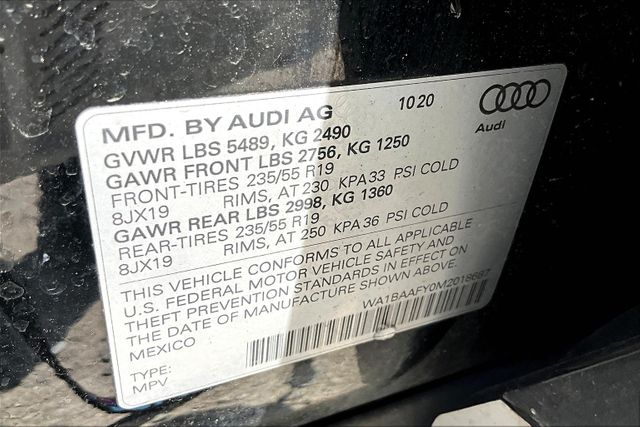 MFD. BY AUDI AG 10 20
Audi
GVWR LBS 5489, KG 2490
GAWR FRONT LBS 2756, KG 1250
FRONT-TIRES 235/55 R19
8JX19 RIMS, AT 230 KPA 33 PSI COLD
GAWR REAR LBS 2998, KG 1360
REAR-TIRES 235/55 R19
8JX19 RIMS, AT 250 KPA 36 PSI COLD
THIS VEHICLE CONFORMS TO ALL APPLICABLE
U.S. FEDERAL MOTOR VEHICLE SAFETY AND
THEFT PREVENTION STANDARDS IN EFFECT ON
THE DATE OF MANUFACTURE SHOWN ABOVE.
MEXICO
WA1BAAFY0M2018687
TYPE:
MPV